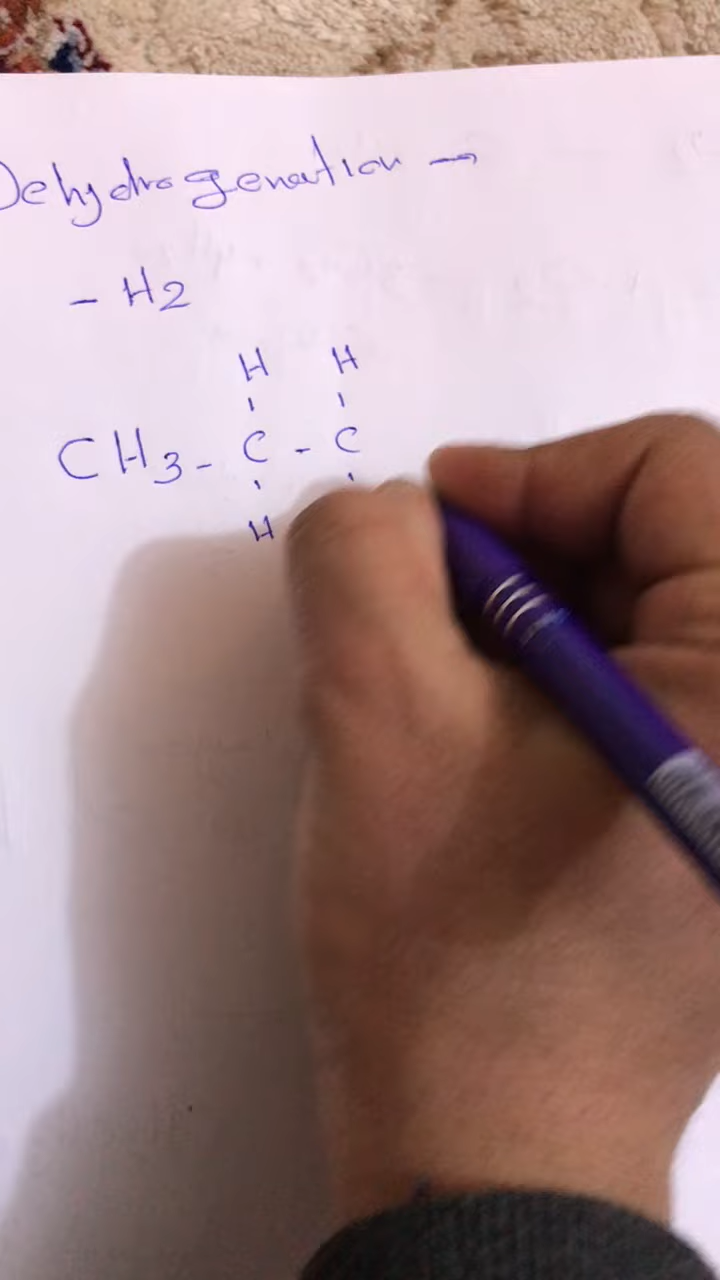 Dehydrogenation →
- H2
H H
CH3 - C - C
H